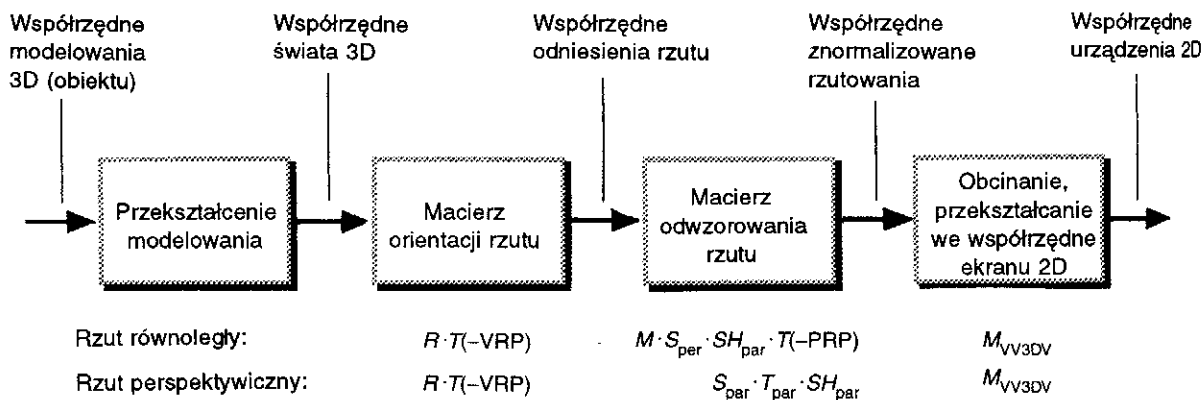 Współrzędne
modelowania
3D (obiektu)
Współrzędne
świata 3D
Współrzędne
odniesienia rzutu
Współrzędne
znormalizowane
rzutowania
Współrzędne
urządzenia 2D
Przekształcenie
modelowania
Macierz
orientacji rzutu
Macierz
odwzorowania
rzutu
Obcinanie,
przekształcanie
we współrzędne
ekranu 2D
Rzut równoległy: R·T(–VRP) M·S_per·SH_par·T(–PRP) M_VV3DV
Rzut perspektywiczny: R·T(–VRP) S_par·T_par·SH_par M_VV3DV